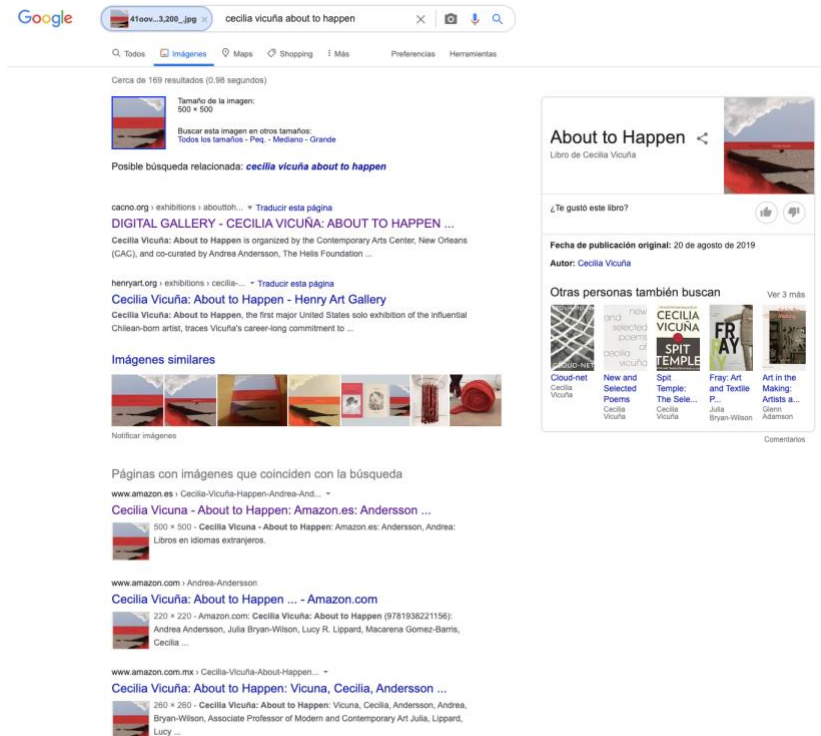 Google
41oov...3,200_.jpg × cecilia vicuña about to happen
Todos Imágenes Maps Shopping Más Preferencias Herramientas
Cerca de 169 resultados (0.98 segundos)
Tamaño de la imagen:
500 × 500
Buscar esta imagen en otros tamaños:
Todos los tamaños - Peq. - Mediano - Grande
Posible búsqueda relacionada: cecilia vicuña about to happen
cacno.org › exhibitions › abouttoh... Traducir esta página
DIGITAL GALLERY - CECILIA VICUÑA: ABOUT TO HAPPEN ...
Cecilia Vicuña: About to Happen is organized by the Contemporary Arts Center, New Orleans
(CAC), and co-curated by Andrea Andersson, The Helis Foundation ...
henryart.org › exhibitions › cecilia-... Traducir esta página
Cecilia Vicuña: About to Happen - Henry Art Gallery
Cecilia Vicuña: About to Happen, the first major United States solo exhibition of the influential
Chilean-born artist, traces Vicuña's career-long commitment to ...
Imágenes similares
Notificar imágenes
Páginas con imágenes que coinciden con la búsqueda
www.amazon.es › Cecilia-Vicuña-Happen-Andrea-And...
Cecilia Vicuna - About to Happen: Amazon.es: Andersson ...
500 × 500 - Cecilia Vicuna - About to Happen: Amazon.es: Andersson, Andrea:
Libros en idiomas extranjeros.
www.amazon.com › Andrea-Andersson
Cecilia Vicuña: About to Happen ... - Amazon.com
220 × 220 - Amazon.com: Cecilia Vicuña: About to Happen (9781938221156):
Andrea Andersson, Julia Bryan-Wilson, Lucy R. Lippard, Macarena Gomez-Barris,
Cecilia ...
www.amazon.com.mx › Cecilia-Vicuña-About-Happen...
Cecilia Vicuña: About to Happen: Vicuna, Cecilia, Andersson ...
260 × 260 - Cecilia Vicuña: About to Happen: Vicuna, Cecilia, Andersson, Andrea,
Bryan-Wilson, Associate Professor of Modern and Contemporary Art Julia, Lippard,
Lucy ...
About to Happen
Libro de Cecilia Vicuña
¿Te gustó este libro?
Fecha de publicación original: 20 de agosto de 2019
Autor: Cecilia Vicuña
Otras personas también buscan Ver 3 más
CLOUD-NET
new
and
selected
poems
of
cecilia
vicuña
CECILIA
VICUÑA
SPIT
TEMPLE
FR
AY
Cloud-net
Cecilia
Vicuña
New and
Selected
Poems
Cecilia
Vicuña
Spit
Temple:
The Sele...
Cecilia
Vicuña
Fray: Art
and Textile
P...
Julia
Bryan-Wilson
Art in the
Making:
Artists a...
Glenn
Adamson
Comentarios